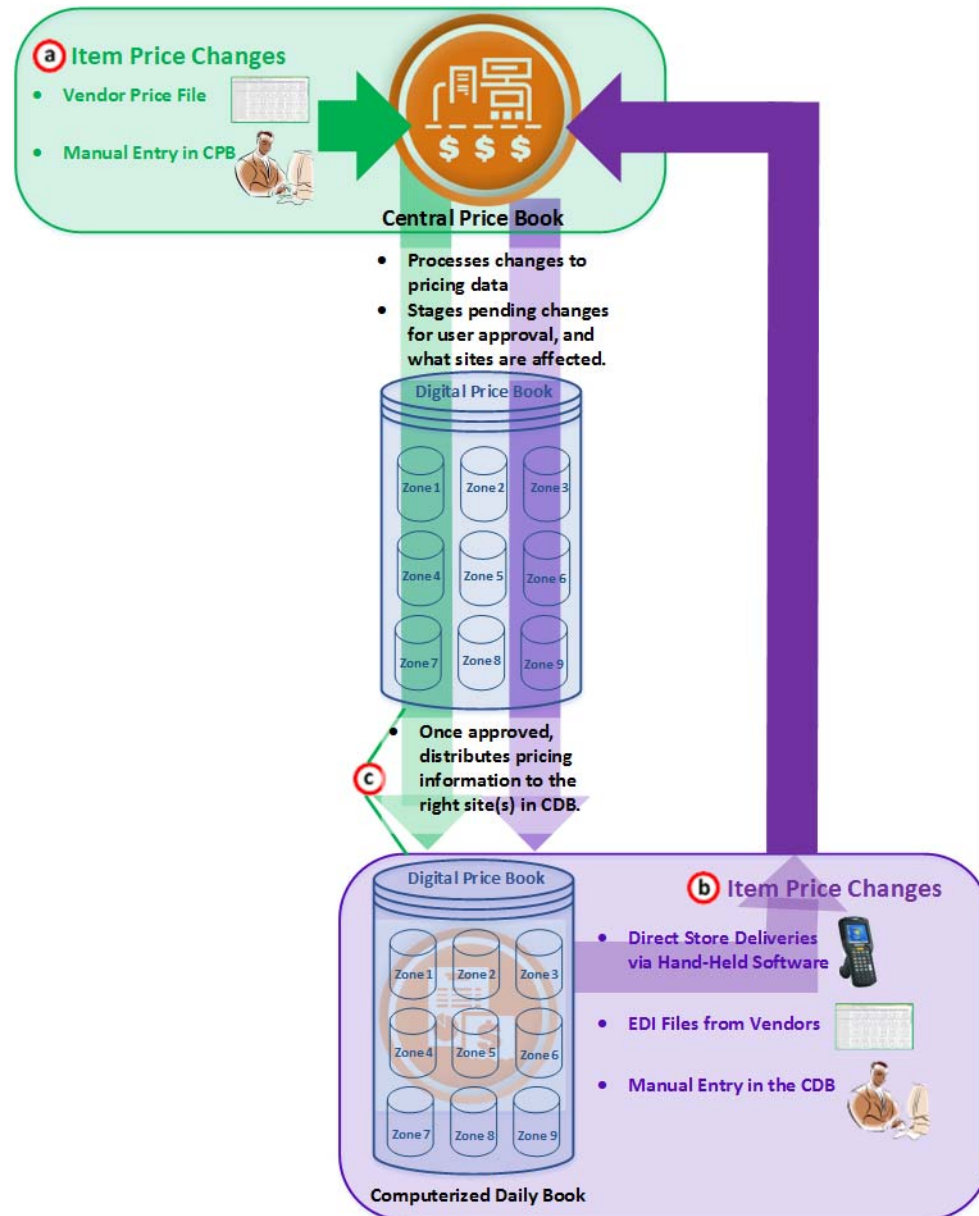 a Item Price Changes
• Vendor Price File
• Manual Entry in CPB
$ $ $
Central Price Book
• Processes changes to
pricing data
• Stages pending changes
for user approval, and
what sites are affected.
Digital Price Book
Zone 1 Zone 2 Zone 3
Zone 4 Zone 5 Zone 6
Zone 7 Zone 8 Zone 9
• Once approved,
distributes pricing
information to the
right site(s) in CDB.
c
Digital Price Book
Zone 1 Zone 2 Zone 3
Zone 4 Zone 5 Zone 6
$
Zone 7 Zone 8 Zone 9
Computerized Daily Book
b Item Price Changes
• Direct Store Deliveries
via Hand-Held Software
• EDI Files from Vendors
• Manual Entry in the CDB